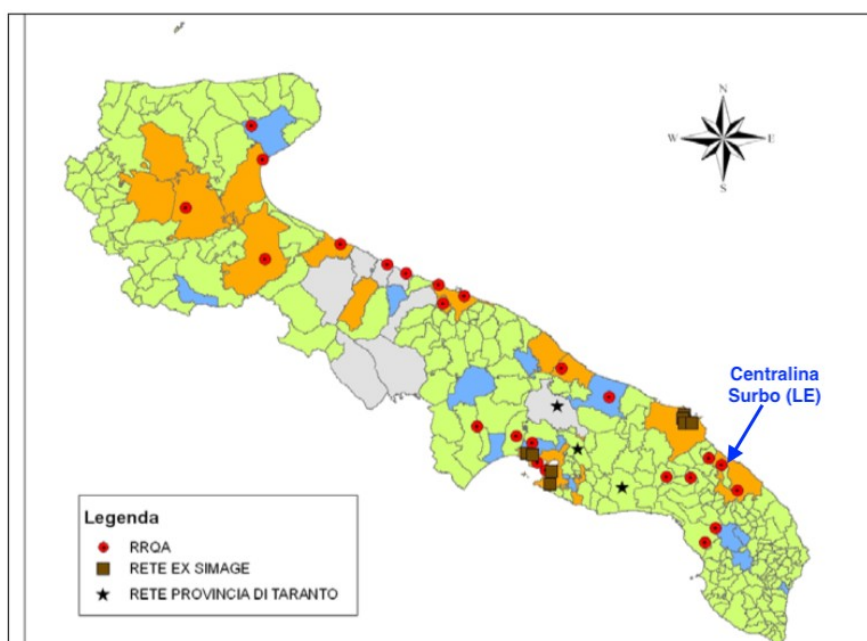 N
W
E
S
Centralina
Surbo (LE)
Legenda
RRQA
RETE EX SIMAGE
RETE PROVINCIA DI TARANTO